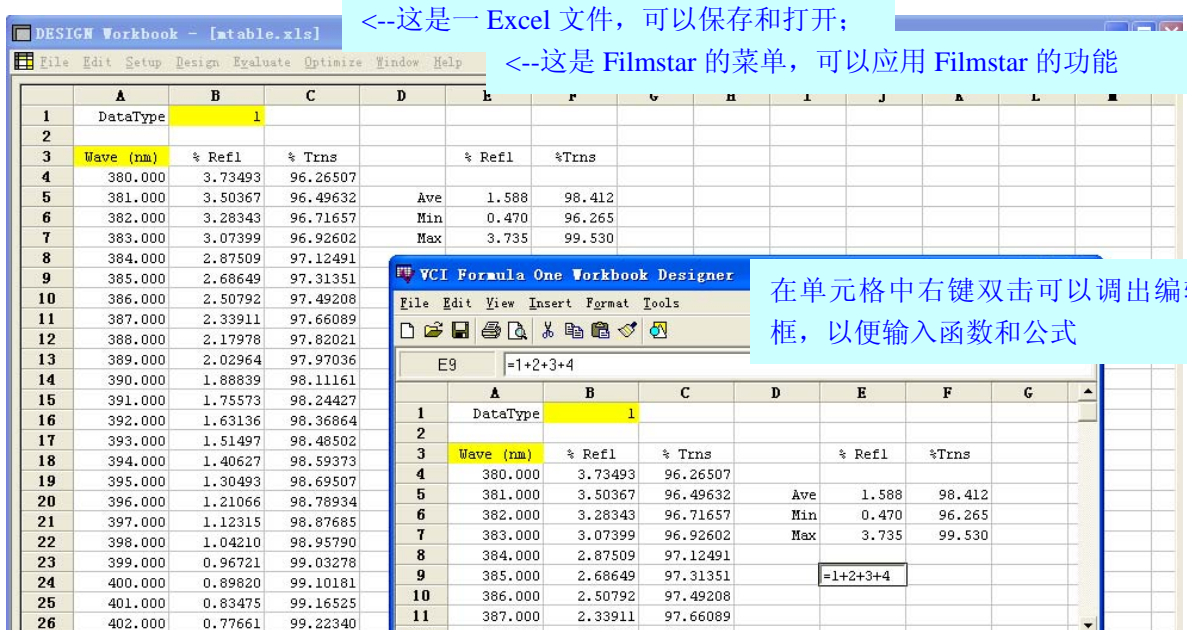 <--这是一 Excel 文件，可以保存和打开；
DESIGN Workbook - [mtable.xls]
File Edit Setup Design Evaluate Optimize Window Help
<--这是 Filmstar 的菜单，可以应用 Filmstar 的功能
A B C D E F G H I J K L M
1 DataType 1
2
3 Wave (nm) % Refl % Trns % Refl %Trns
4 380.000 3.73493 96.26507
5 381.000 3.50367 96.49632 Ave 1.588 98.412
6 382.000 3.28343 96.71657 Min 0.470 96.265
7 383.000 3.07399 96.92602 Max 3.735 99.530
8 384.000 2.87509 97.12491
9 385.000 2.68649 97.31351
10 386.000 2.50792 97.49208
11 387.000 2.33911 97.66089
12 388.000 2.17978 97.82021
13 389.000 2.02964 97.97036
14 390.000 1.88839 98.11161
15 391.000 1.75573 98.24427
16 392.000 1.63136 98.36864
17 393.000 1.51497 98.48502
18 394.000 1.40627 98.59373
19 395.000 1.30493 98.69507
20 396.000 1.21066 98.78934
21 397.000 1.12315 98.87685
22 398.000 1.04210 98.95790
23 399.000 0.96721 99.03278
24 400.000 0.89820 99.10181
25 401.000 0.83475 99.16525
26 402.000 0.77661 99.22340
VCI Formula One Workbook Designer
File Edit View Insert Format Tools
E9 =1+2+3+4
A B C D E F G
1 DataType 1
2
3 Wave (nm) % Refl % Trns % Refl %Trns
4 380.000 3.73493 96.26507
5 381.000 3.50367 96.49632 Ave 1.588 98.412
6 382.000 3.28343 96.71657 Min 0.470 96.265
7 383.000 3.07399 96.92602 Max 3.735 99.530
8 384.000 2.87509 97.12491
9 385.000 2.68649 97.31351 =1+2+3+4
10 386.000 2.50792 97.49208
11 387.000 2.33911 97.66089
在单元格中右键双击可以调出编
框，以便输入函数和公式